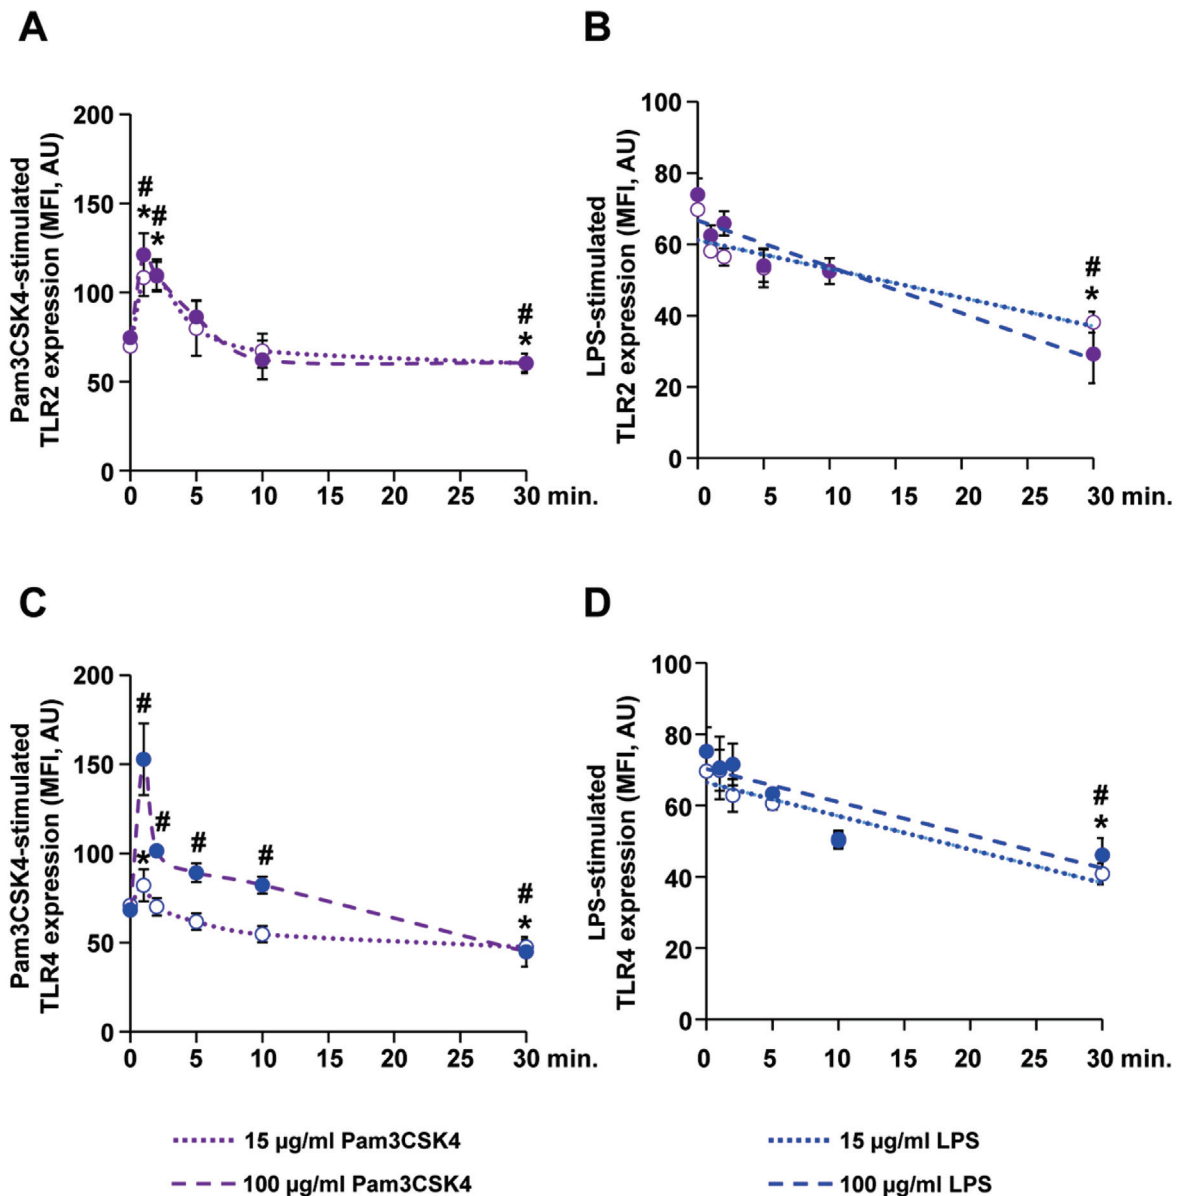 A
Pam3CSK4-stimulated
TLR2 expression (MFI, AU)
200
150
100
50
0
#
*
#
*
#
*
0 5 10 15 20 25 30 min.
B
LPS-stimulated
TLR2 expression (MFI, AU)
100
80
60
40
20
0
#
*
0 5 10 15 20 25 30 min.
C
Pam3CSK4-stimulated
TLR4 expression (MFI, AU)
200
150
100
50
0
#
*
#
#
#
#
*
0 5 10 15 20 25 30 min.
D
LPS-stimulated
TLR4 expression (MFI, AU)
100
80
60
40
20
0
#
*
0 5 10 15 20 25 30 min.
15 µg/ml Pam3CSK4
100 µg/ml Pam3CSK4
15 µg/ml LPS
100 µg/ml LPS